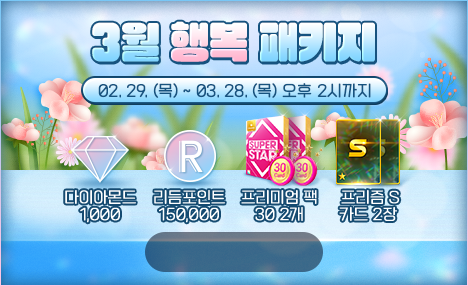 3월 행복 패키지
02. 29. (목) ~ 03. 28. (목) 오후 2시까지
R
SUPER STAR
30 Card
30 Card
S
다이아몬드 1,000
리듬포인트 150,000
프리미엄 팩 30 2개
프리즘 S 카드 2장